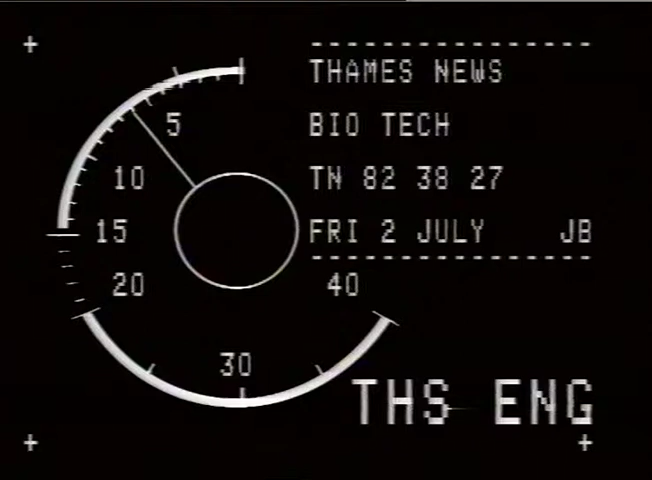 THAMES NEWS
BIO TECH
TN 82 38 27
FRI 2 JULY JB
5
10
15
20
30
40
THS ENG